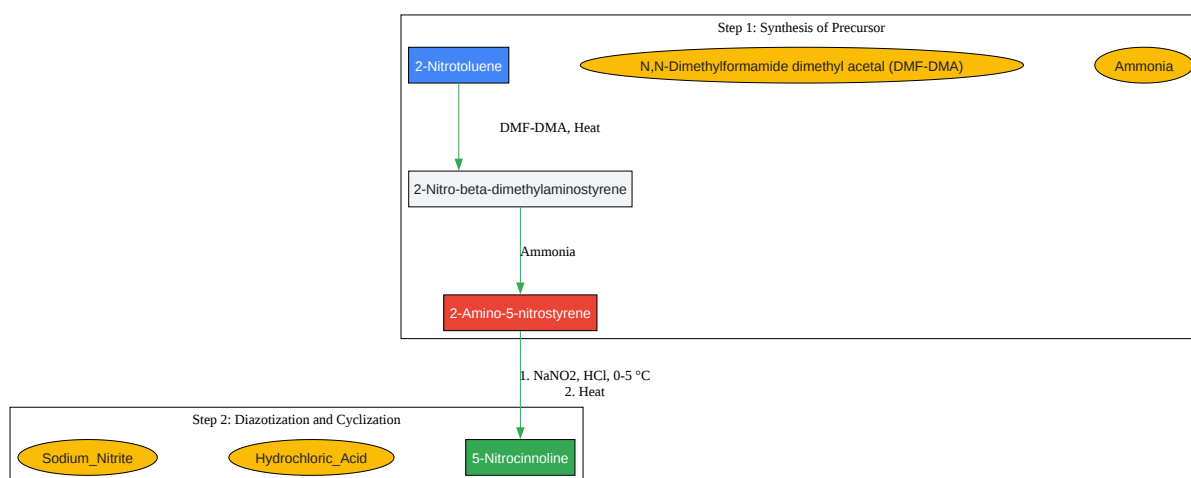 Step 1: Synthesis of Precursor
2-Nitrotoluene
N,N-Dimethylformamide dimethyl acetal (DMF-DMA)
Ammonia
DMF-DMA, Heat
2-Nitro-beta-dimethylaminostyrene
Ammonia
2-Amino-5-nitrostyrene
1. NaNO2, HCl, 0-5 °C
2. Heat
Step 2: Diazotization and Cyclization
Sodium_Nitrite
Hydrochloric_Acid
5-Nitrocinnoline